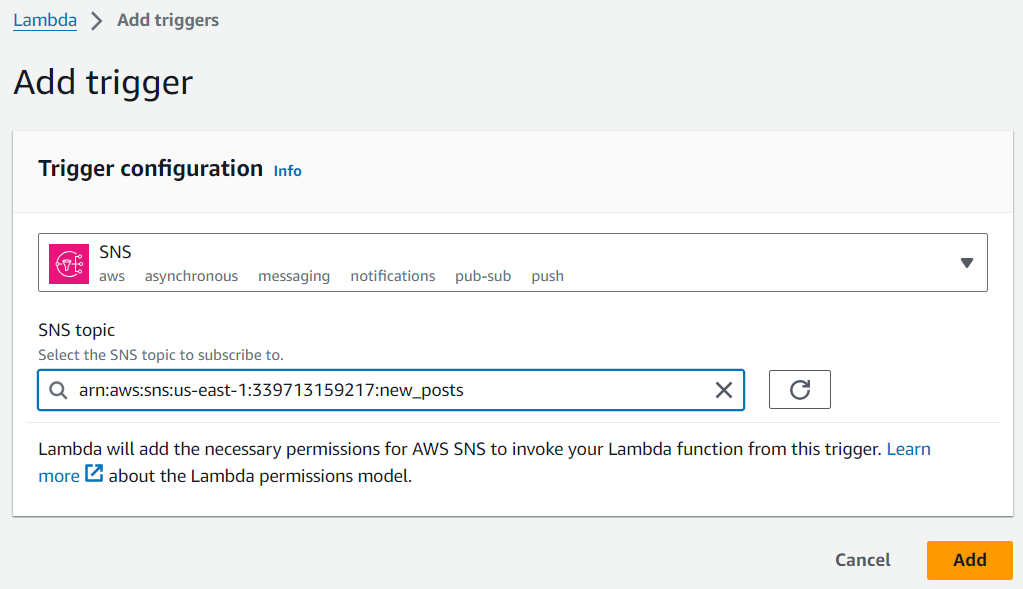 Lambda > Add triggers
Add trigger
Trigger configuration Info
SNS
aws asynchronous messaging notifications pub-sub push
SNS topic
Select the SNS topic to subscribe to.
arn:aws:sns:us-east-1:339713159217:new_posts
Lambda will add the necessary permissions for AWS SNS to invoke your Lambda function from this trigger. Learn
more about the Lambda permissions model.
Cancel Add